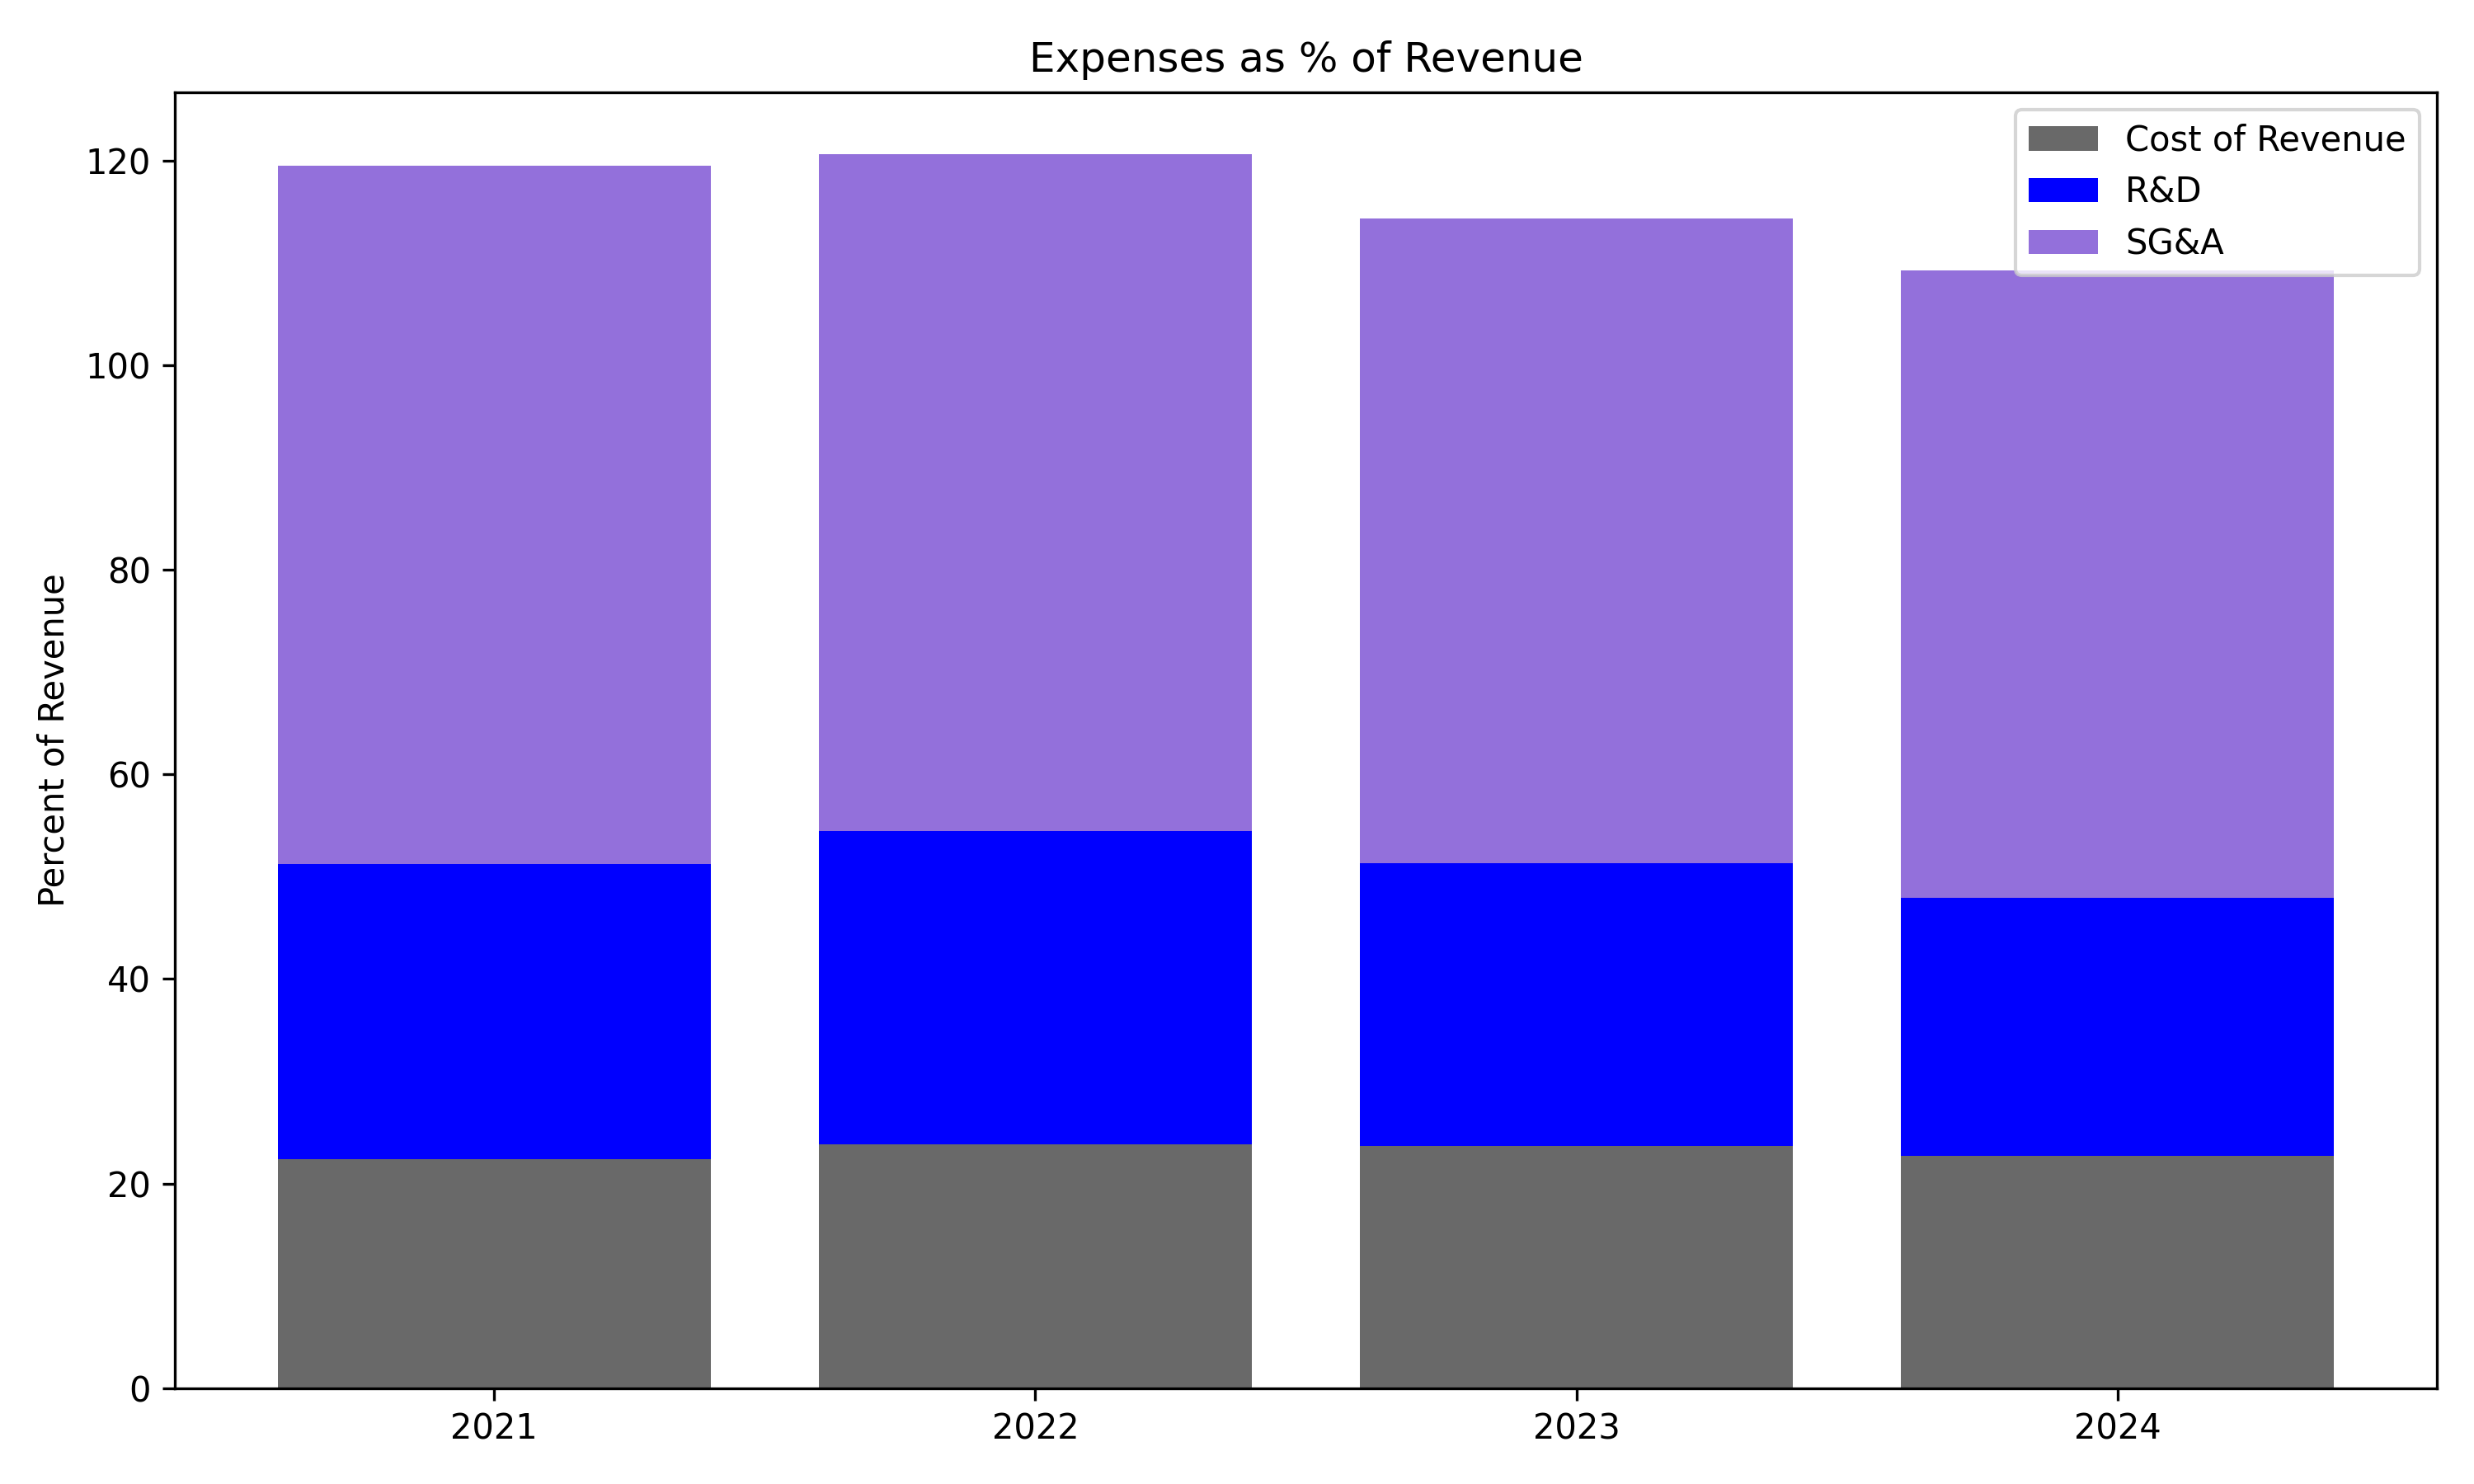 Expenses as % of Revenue
Cost of Revenue
R&D
SG&A
Percent of Revenue
120
100
80
60
40
20
0
2021
2022
2023
2024